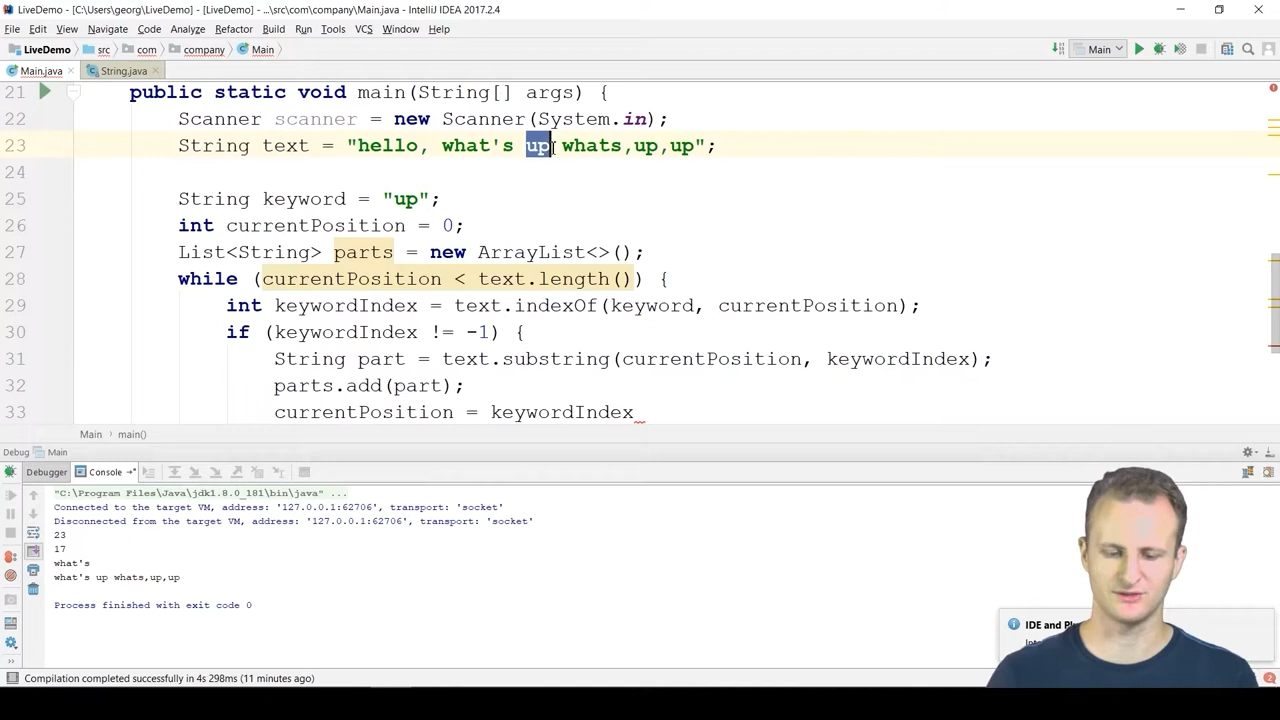 LiveDemo - [C:\Users\georg\LiveDemo] - [LiveDemo] - ...\src\com\company\Main.java - IntelliJ IDEA 2017.2.4
File Edit View Navigate Code Analyze Refactor Build Run Tools VCS Window Help
LiveDemo src com company Main Main
Main.java String.java
21 public static void main(String[] args) {
22 Scanner scanner = new Scanner(System.in);
23 String text = "hello, what's up whats,up,up";
24
25 String keyword = "up";
26 int currentPosition = 0;
27 List<String> parts = new ArrayList<>();
28 while (currentPosition < text.length()) {
29 int keywordIndex = text.indexOf(keyword, currentPosition);
30 if (keywordIndex != -1) {
31 String part = text.substring(currentPosition, keywordIndex);
32 parts.add(part);
33 currentPosition = keywordIndex
Main main()
Debug Main
Debugger Console
"C:\Program Files\Java\jdk1.8.0_181\bin\java" ...
Connected to the target VM, address: '127.0.0.1:62706', transport: 'socket'
Disconnected from the target VM, address: '127.0.0.1:62706', transport: 'socket'
23
17
what's
what's up whats,up,up
Process finished with exit code 0
IDE and
Compilation completed successfully in 4s 298ms (11 minutes ago)
2